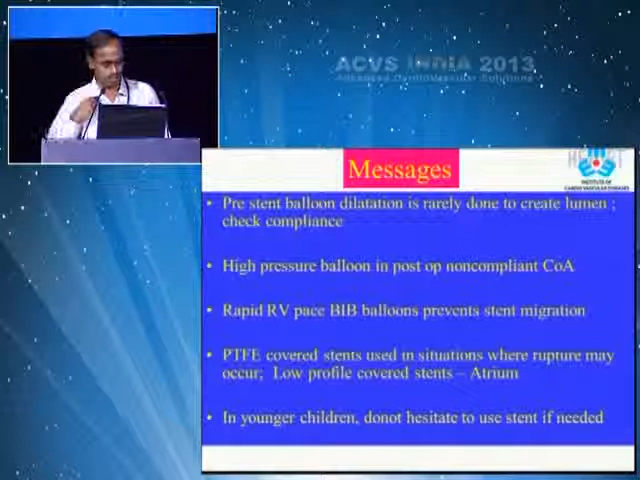 ACVS INDIA 2013
Advanced CardioVascular Solutions
Messages
INSTITUTE OF
CARDIO VASCULAR DISEASES
• Pre stent balloon dilatation is rarely done to create lumen ;
check compliance
• High pressure balloon in post op noncompliant CoA
• Rapid RV pace BIB balloons prevents stent migration
• PTFE covered stents used in situations where rupture may
occur; Low profile covered stents – Atrium
• In younger children, donot hesitate to use stent if needed